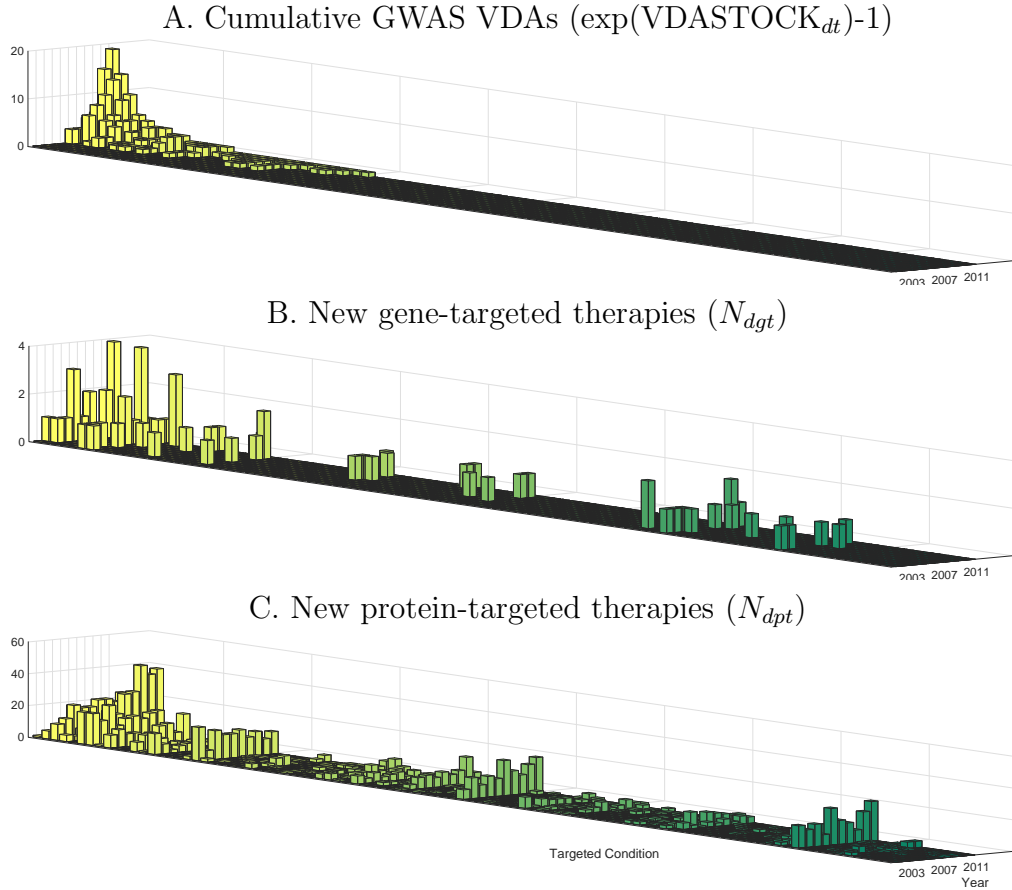 A. Cumulative GWAS VDAs (exp(VDASTOCK_dt)-1)
20
10
0
2003 2007 2011
B. New gene-targeted therapies (N_dgt)
4
2
0
2003 2007 2011
C. New protein-targeted therapies (N_dpt)
60
40
20
0
Targeted Condition
2003 2007 2011
Year